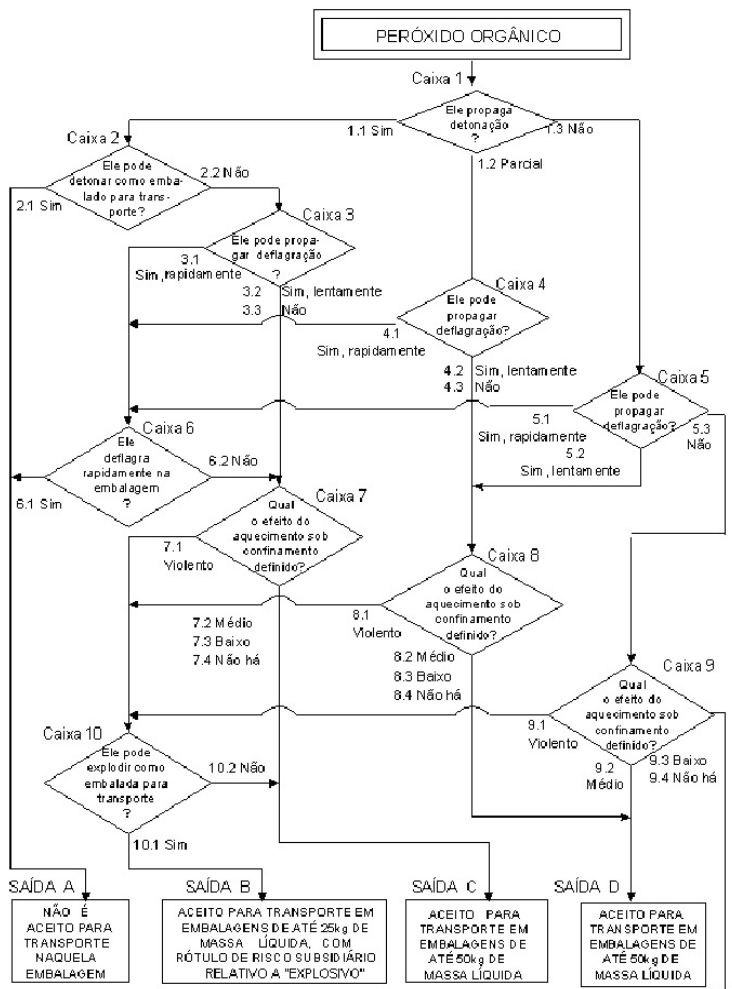 PERÓXIDO ORGÂNICO
Caixa 1
Ele propaga
detonação
?
1.1 Sim
1.3 Não
1.2 Parcial
Caixa 2
Ele pode
detonar como emba-
lado para trans-
porte?
2.2 Não
2.1 Sim
Caixa 3
Ele pode propa-
gar deflagração
?
3.1
Sim, rapidamente
3.2 Sim, lentamente
3.3 Não
Caixa 4
Ele pode
propagar
deflagração?
4.1
Sim, rapidamente
4.2 Sim, lentamente
4.3 Não
Caixa 5
Ele pode
propagar
deflagração?
5.1
Sim, rapidamente
5.2
Sim, lentamente
5.3
Não
Caixa 6
Ele
deflagra
rapidamente na
embalagem
?
6.2 Não
6.1 Sim
Caixa 7
Qual
o efeito do
aquecimento sob
confinamento
definido?
7.1
Violento
7.2 Médio
7.3 Baixo
7.4 Não há
Caixa 8
Qual
o efeito do
aquecimento sob
confinamento
definido?
8.1
Violento
8.2 Médio
8.3 Baixo
8.4 Não há
Caixa 9
Qual
o efeito do
aquecimento sob
confinamento
definido?
9.1
Violento
9.2
Médio
9.3 Baixo
9.4 Não há
Caixa 10
Ele pode
explodir como
embalada para
transporte
?
10.2 Não
10.1 Sim
SAÍDA A
NÃO É
ACEITO PARA
TRANSPORTE
NAQUELA
EMBALAGEM
SAÍDA B
ACEITO PARA TRANSPORTE EM
EMBALAGENS DE ATÉ 25kg DE
MASSA LÍQUIDA, COM
RÓTULO DE RISCO SUBSIDIÁRIO
RELATIVO A "EXPLOSIVO"
SAÍDA C
ACEITO PARA
TRANSPORTE EM
EMBALAGENS DE
ATÉ 50kg DE
MASSA LÍQUIDA
SAÍDA D
ACEITO PARA
TRANSPORTE EM
EMBALAGENS DE
ATÉ 50kg DE
MASSA LÍQUIDA